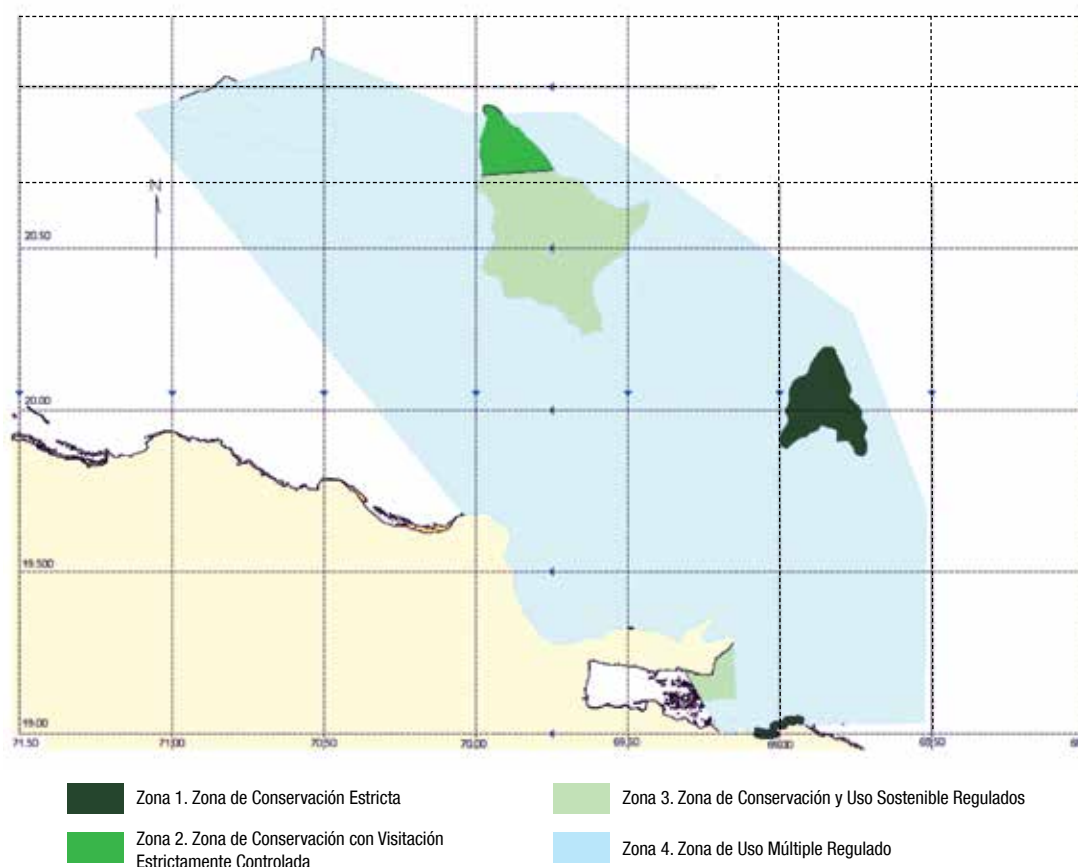 N
20.50
20.00
19.500
19.00
71.50
71.00
70.50
70.00
69.50
69.00
68.50
Zona 1. Zona de Conservación Estricta
Zona 2. Zona de Conservación con Visitación
Estrictamente Controlada
Zona 3. Zona de Conservación y Uso Sostenible Regulados
Zona 4. Zona de Uso Múltiple Regulado